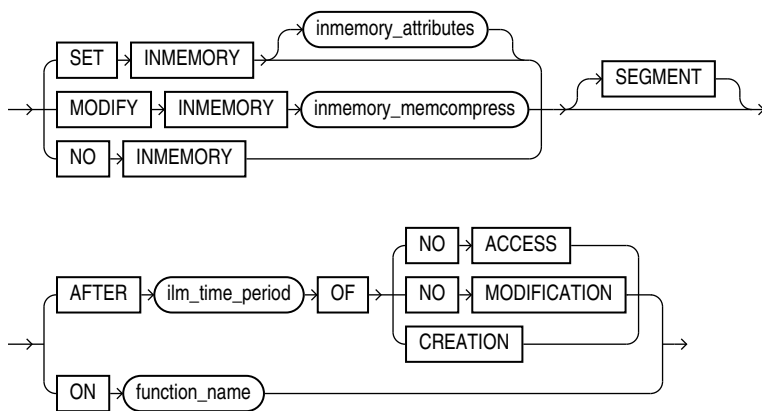 SET INMEMORY inmemory_attributes
MODIFY INMEMORY inmemory_memcompress SEGMENT
NO INMEMORY
AFTER ilm_time_period OF NO ACCESS
NO MODIFICATION
CREATION
ON function_name